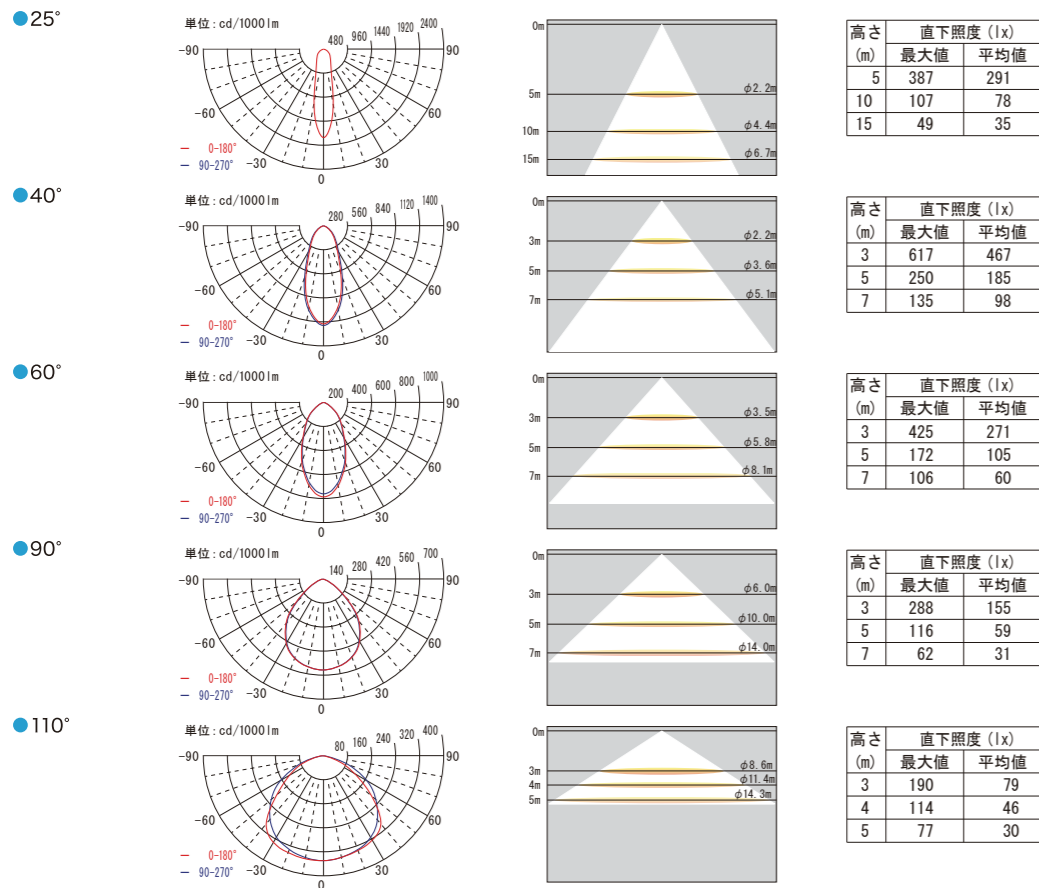 ●25°
単位:cd/1000lm
480 960 1440 1920 2400
-90 90
-60 60
-30 0 30
0-180°
90-270°
0m
5m φ2.2m
10m φ4.4m
15m φ6.7m
高さ(m) 直下照度(lx)
最大値 平均値
5 387 291
10 107 78
15 49 35
●40°
単位:cd/1000lm
280 560 840 1120 1400
-90 90
-60 60
-30 0 30
0-180°
90-270°
0m
3m φ2.2m
5m φ3.6m
7m φ5.1m
高さ(m) 直下照度(lx)
最大値 平均値
3 617 467
5 250 185
7 135 98
●60°
単位:cd/1000lm
200 400 600 800 1000
-90 90
-60 60
-30 0 30
0-180°
90-270°
0m
3m φ3.5m
5m φ5.8m
7m φ8.1m
高さ(m) 直下照度(lx)
最大値 平均値
3 425 271
5 172 105
7 106 60
●90°
単位:cd/1000lm
140 280 420 560 700
-90 90
-60 60
-30 0 30
0-180°
90-270°
0m
3m φ6.0m
5m φ10.0m
7m φ14.0m
高さ(m) 直下照度(lx)
最大値 平均値
3 288 155
5 116 59
7 62 31
●110°
単位:cd/1000lm
80 160 240 320 400
-90 90
-60 60
-30 0 30
0-180°
90-270°
0m
3m φ8.6m
4m φ11.4m
5m φ14.3m
高さ(m) 直下照度(lx)
最大値 平均値
3 190 79
4 114 46
5 77 30